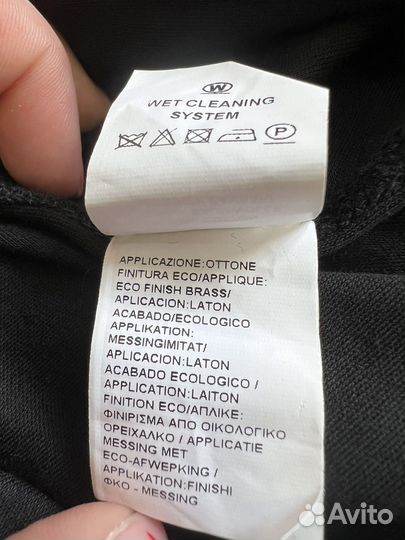 W
WET CLEANING
SYSTEM
P
APPLICAZIONE:OTTONE
FINITURA ECO/APPLIQUE:
ECO FINISH BRASS/
APLICACION:LATON
ACABADO/ECOLOGICO
APPLIKATION:
MESSINGIMITAT/
APLICACION:LATON
ACABADO ECOLOGICO /
APPLICATION:LAITON
FINITION ECO/ΑΠΛΙΚΕ:
ΦΙΝΙΡΙΣΜΑ ΑΠΟ ΟΙΚΟΛΟΓΙΚΟ
ΟΡΕΙΧΑΛΚΟ / APPLICATIE
MESSING MET
ECO-AFWEPKING /
APPLIKATION:FINISHI
ΦΚΟ - MESSING
Avito